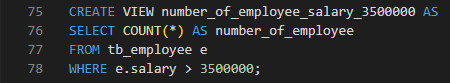 75 CREATE VIEW number_of_employee_salary_3500000 AS
76 SELECT COUNT(*) AS number_of_employee
77 FROM tb_employee e
78 WHERE e.salary > 3500000;